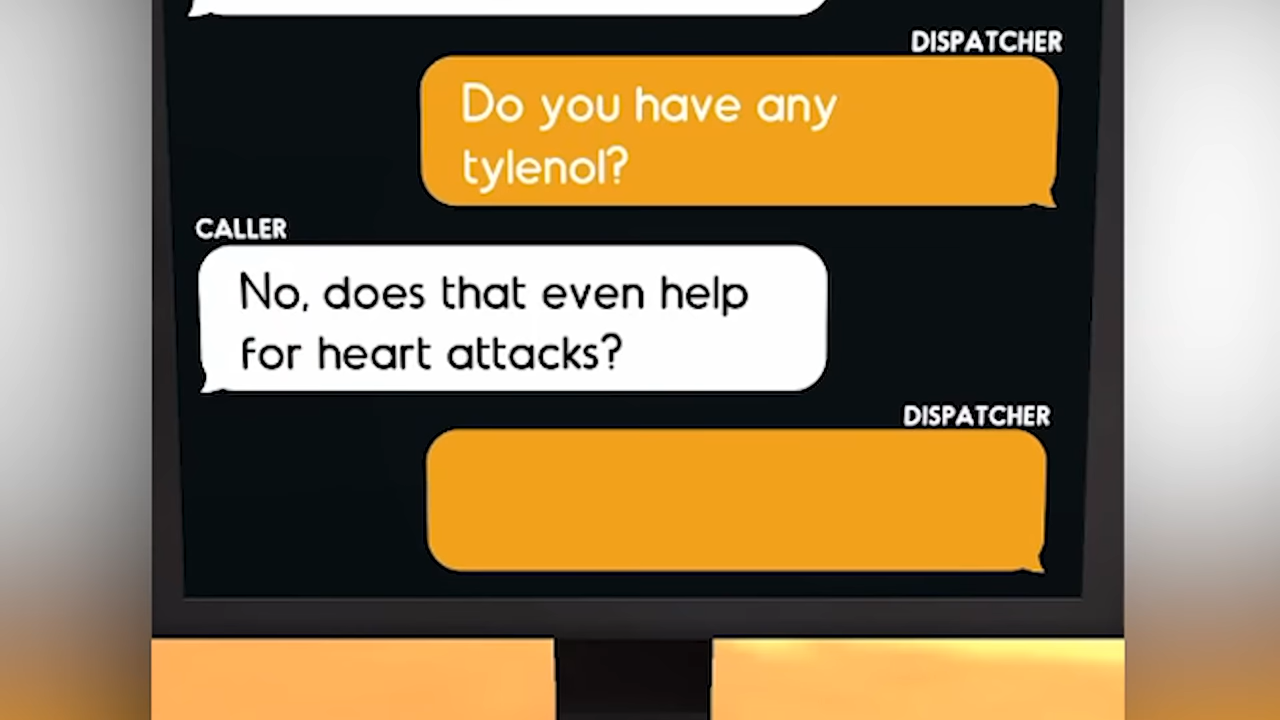 DISPATCHER
Do you have any
tylenol?
CALLER
No, does that even help
for heart attacks?
DISPATCHER